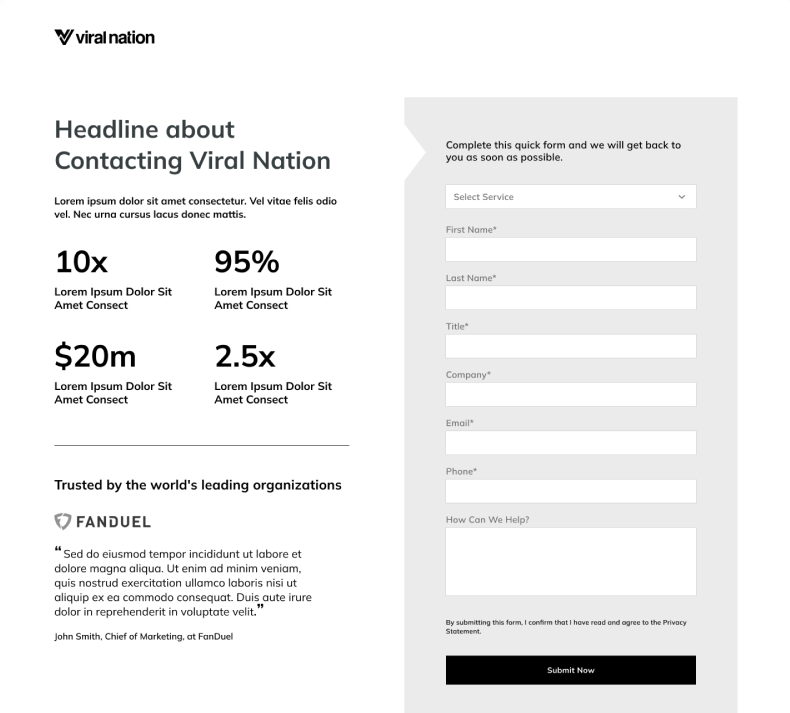 viral nation
Headline about
Contacting Viral Nation
Lorem ipsum dolor sit amet consectetur. Vel vitae felis odio
vel. Nec urna cursus lacus donec mattis.
10x
Lorem Ipsum Dolor Sit
Amet Consect
95%
Lorem Ipsum Dolor Sit
Amet Consect
$20m
Lorem Ipsum Dolor Sit
Amet Consect
2.5x
Lorem Ipsum Dolor Sit
Amet Consect
Trusted by the world's leading organizations
FANDUEL
“ Sed do eiusmod tempor incididunt ut labore et
dolore magna aliqua. Ut enim ad minim veniam,
quis nostrud exercitation ullamco laboris nisi ut
aliquip ex ea commodo consequat. Duis aute irure
dolor in reprehenderit in voluptate velit.”
John Smith, Chief of Marketing, at FanDuel
Complete this quick form and we will get back to
you as soon as possible.
Select Service
First Name*
Last Name*
Title*
Company*
Email*
Phone*
How Can We Help?
By submitting this form, I confirm that I have read and agree to the Privacy
Statement.
Submit Now